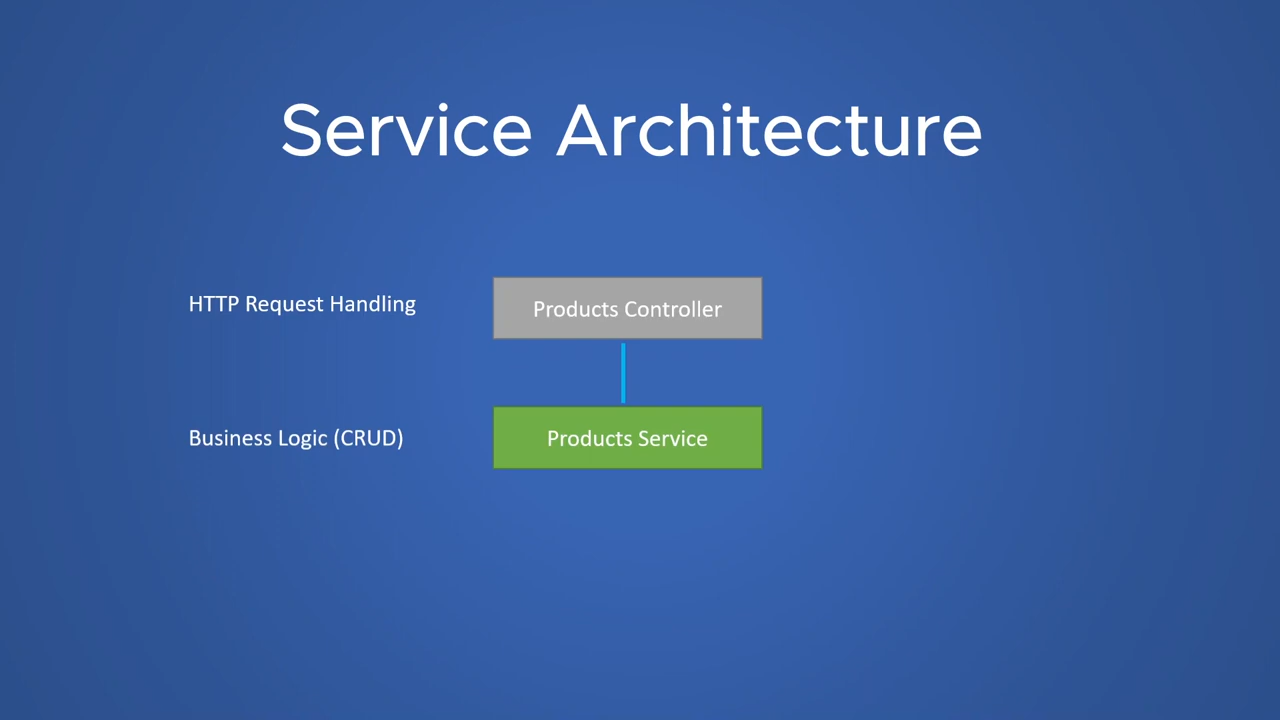 Service Architecture
HTTP Request Handling
Products Controller
Business Logic (CRUD)
Products Service